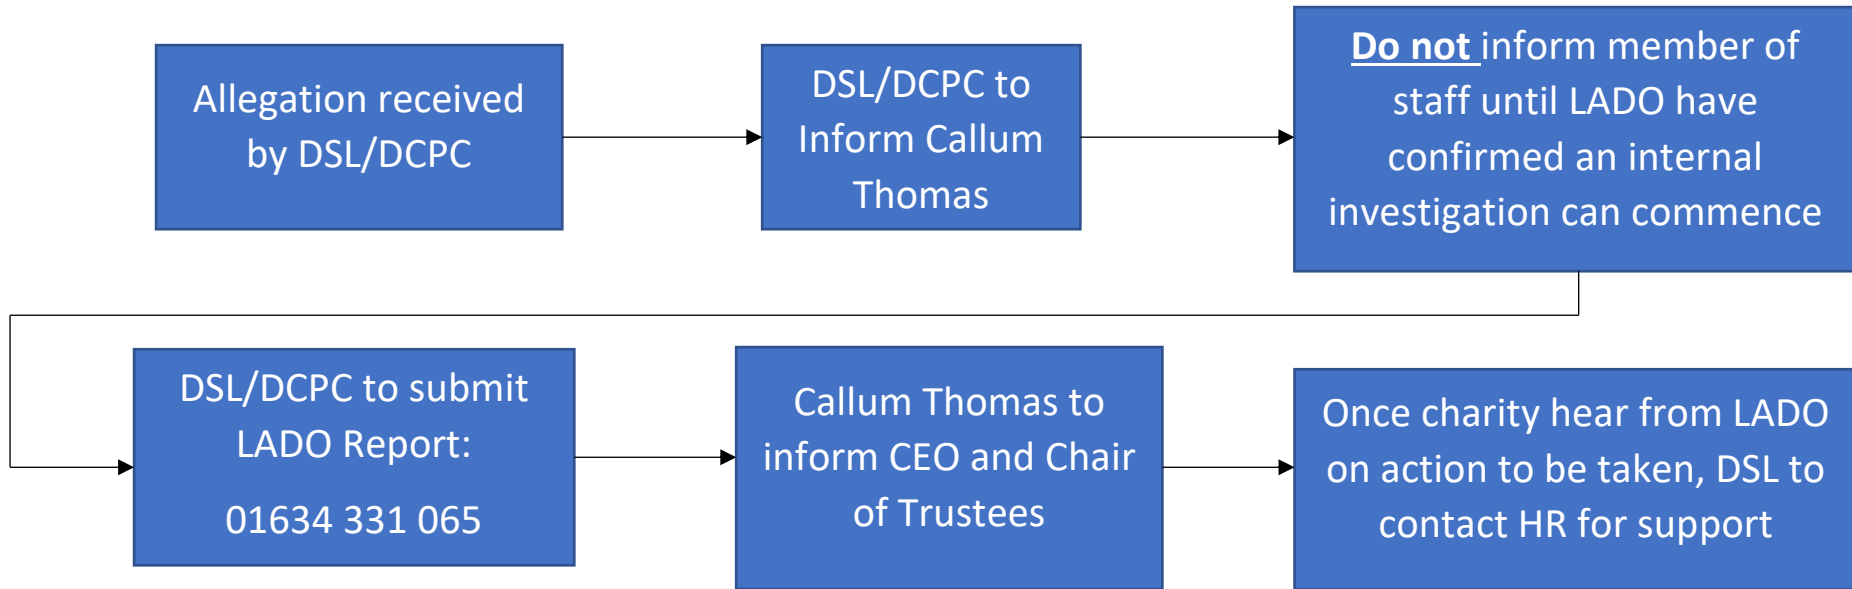 Allegation received
by DSL/DCPC
DSL/DCPC to
Inform Callum
Thomas
Do not inform member of
staff until LADO have
confirmed an internal
investigation can commence
DSL/DCPC to submit
LADO Report:
01634 331 065
Callum Thomas to
inform CEO and Chair
of Trustees
Once charity hear from LADO
on action to be taken, DSL to
contact HR for support